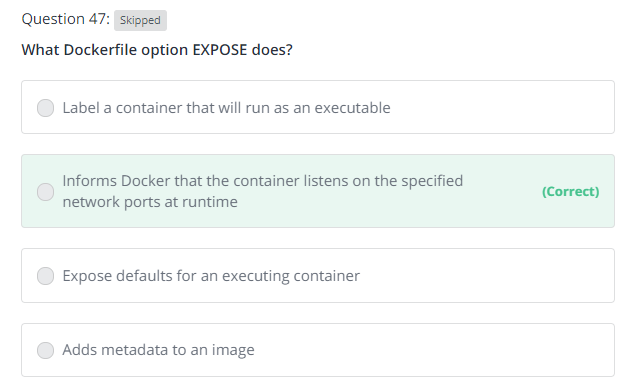 Question 47: Skipped
What Dockerfile option EXPOSE does?
Label a container that will run as an executable
Informs Docker that the container listens on the specified
network ports at runtime
(Correct)
Expose defaults for an executing container
Adds metadata to an image